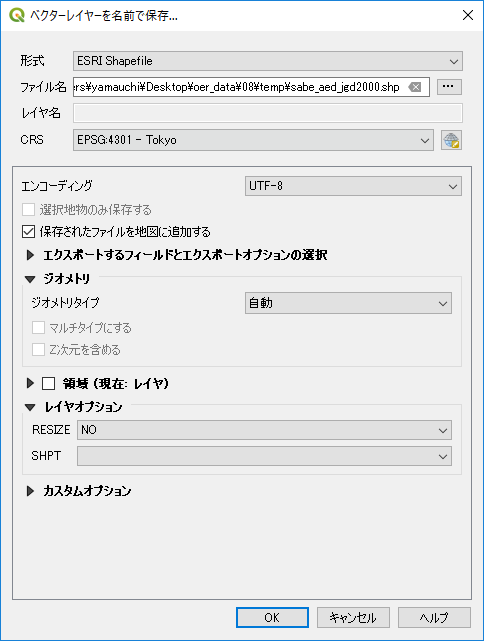 ベクターレイヤーを名前で保存...
形式 ESRI Shapefile
ファイル名 ers¥yamauchi¥Desktop¥oer_data¥08¥temp¥sabe_aed_jgd2000.shp ...
レイヤ名
CRS EPSG:4301 - Tokyo
エンコーディング UTF-8
選択地物のみ保存する
保存されたファイルを地図に追加する
エクスポートするフィールドとエクスポートオプションの選択
ジオメトリ
ジオメトリタイプ 自動
マルチタイプにする
Z次元を含める
領域 (現在: レイヤ)
レイヤオプション
RESIZE NO
SHPT
カスタムオプション
OK キャンセル ヘルプ